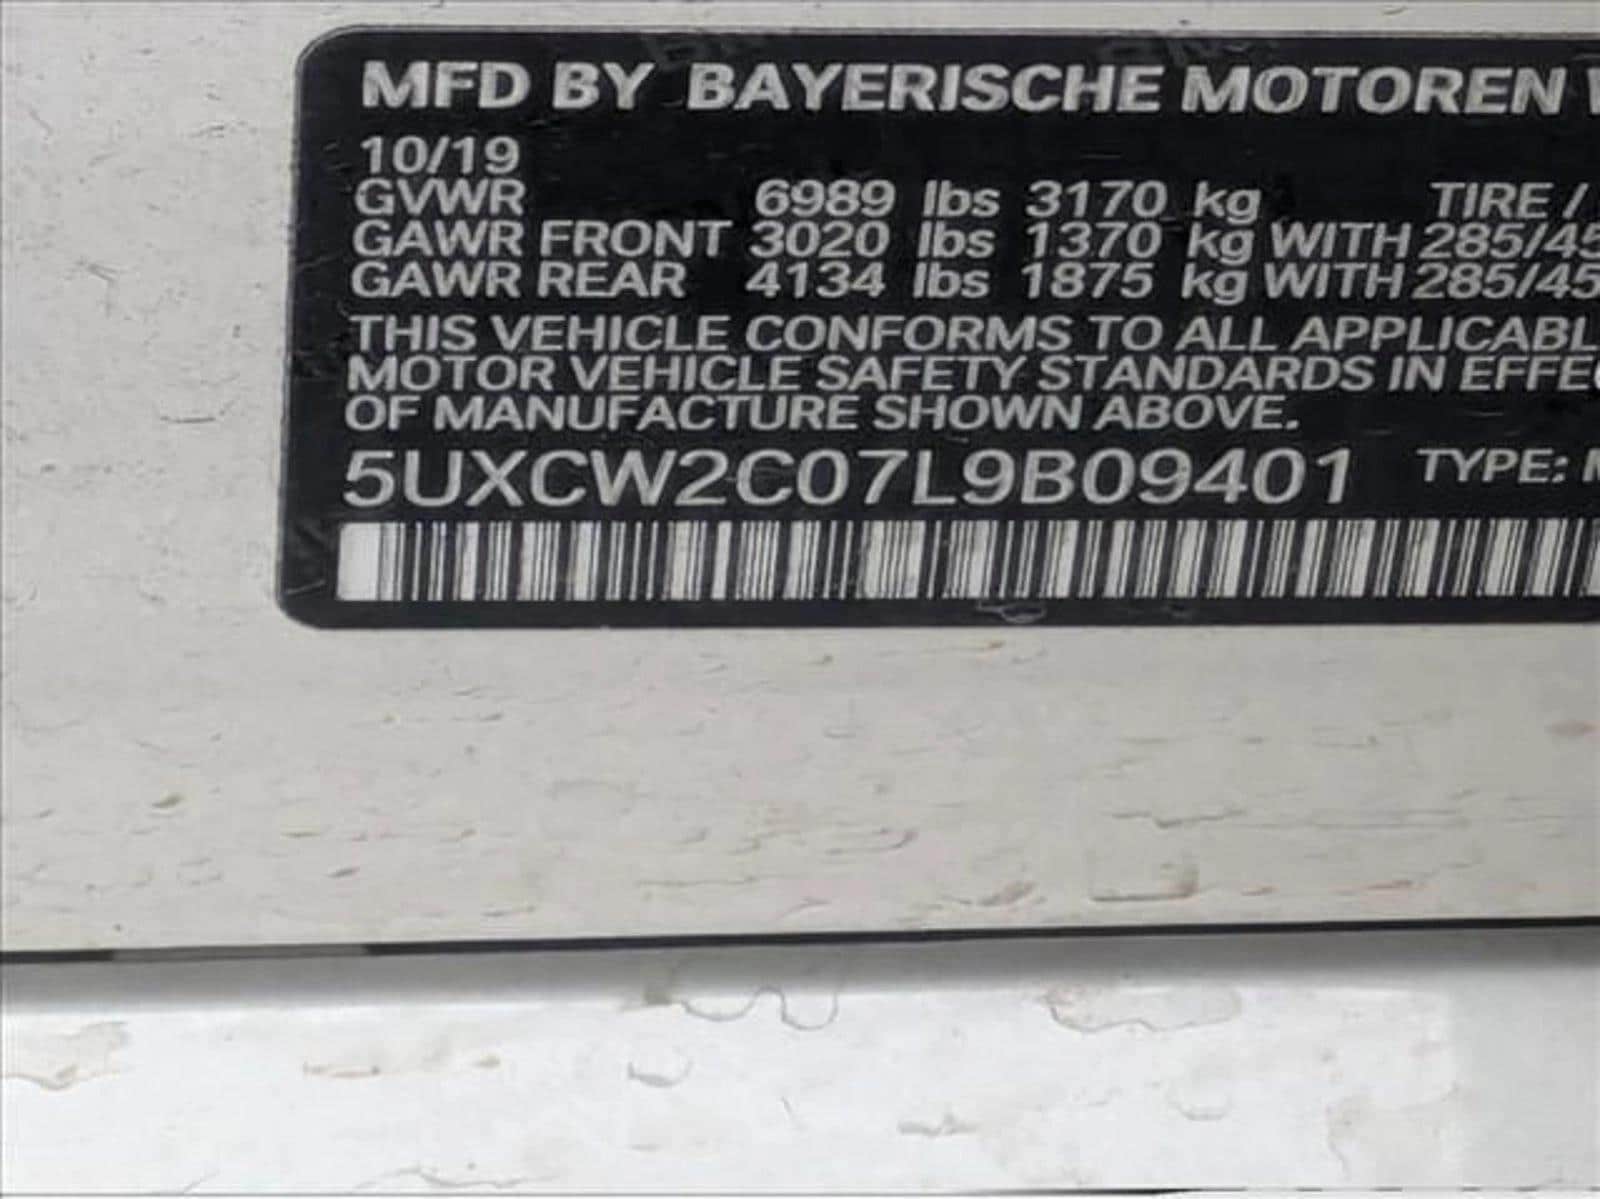 MFD BY BAYERISCHE MOTOREN
10/19
GVWR 6989 lbs 3170 kg TIRE /
GAWR FRONT 3020 lbs 1370 kg WITH 285/45
GAWR REAR 4134 lbs 1875 kg WITH 285/45
THIS VEHICLE CONFORMS TO ALL APPLICABL
MOTOR VEHICLE SAFETY STANDARDS IN EFFE
OF MANUFACTURE SHOWN ABOVE.
5UXCW2C07L9B09401 TYPE: